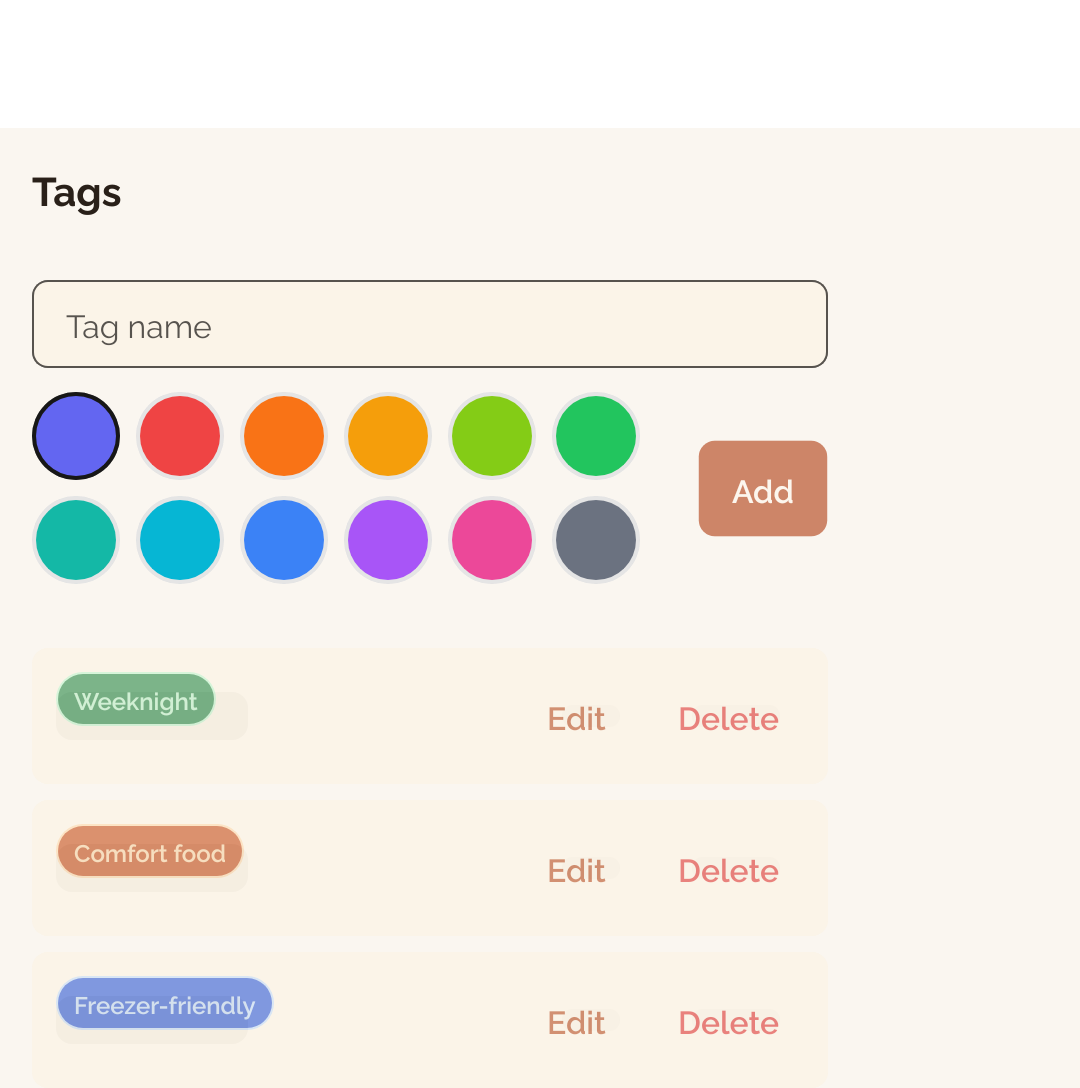 Tags
Tag name
Add
Weeknight
Edit
Delete
Comfort food
Edit
Delete
Freezer-friendly
Edit
Delete